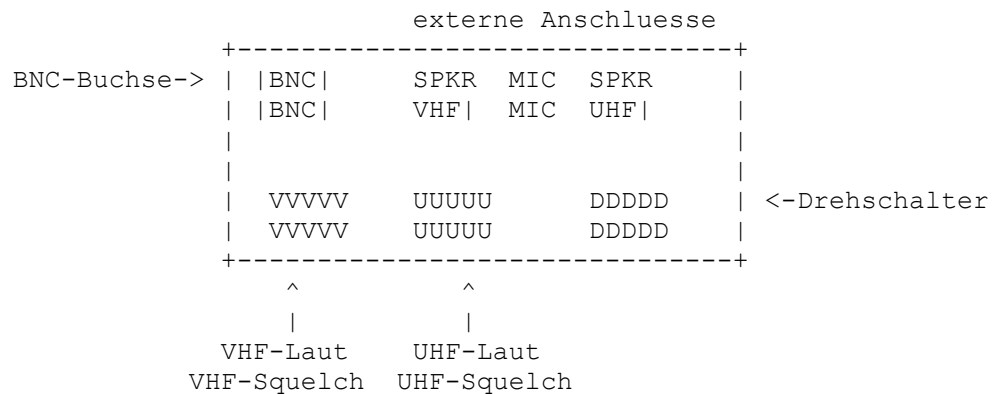 externe Anschluesse
             +-------------------------------+
BNC-Buchse-> | |BNC|     SPKR  MIC  SPKR     |
             | |BNC|     VHF|  MIC  UHF|     |
             |                               |
             |                               |
             |  VVVVV    UUUUU      DDDDD    | <-Drehschalter
             |  VVVVV    UUUUU      DDDDD    |
             +-------------------------------+
                 ^          ^
                 |          |
             VHF-Laut    UHF-Laut
           VHF-Squelch  UHF-Squelch